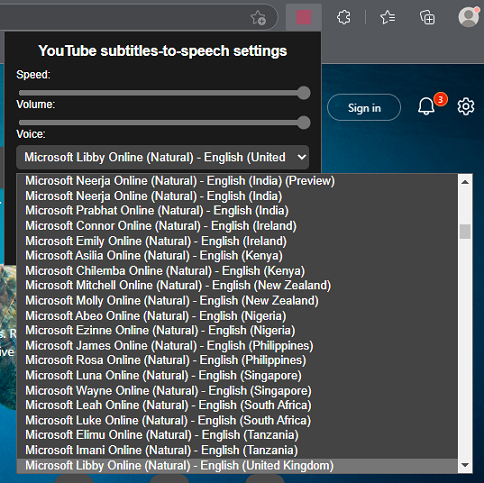 YouTube subtitles-to-speech settings
Speed:
Volume:
Voice:
Microsoft Libby Online (Natural) - English (United
Microsoft Neerja Online (Natural) - English (India) (Preview)
Microsoft Neerja Online (Natural) - English (India)
Microsoft Prabhat Online (Natural) - English (India)
Microsoft Connor Online (Natural) - English (Ireland)
Microsoft Emily Online (Natural) - English (Ireland)
Microsoft Asilia Online (Natural) - English (Kenya)
Microsoft Chilemba Online (Natural) - English (Kenya)
Microsoft Mitchell Online (Natural) - English (New Zealand)
Microsoft Molly Online (Natural) - English (New Zealand)
Microsoft Abeo Online (Natural) - English (Nigeria)
Microsoft Ezinne Online (Natural) - English (Nigeria)
Microsoft James Online (Natural) - English (Philippines)
Microsoft Rosa Online (Natural) - English (Philippines)
Microsoft Luna Online (Natural) - English (Singapore)
Microsoft Wayne Online (Natural) - English (Singapore)
Microsoft Leah Online (Natural) - English (South Africa)
Microsoft Luke Online (Natural) - English (South Africa)
Microsoft Elimu Online (Natural) - English (Tanzania)
Microsoft Imani Online (Natural) - English (Tanzania)
Microsoft Libby Online (Natural) - English (United Kingdom)
Sign in
3